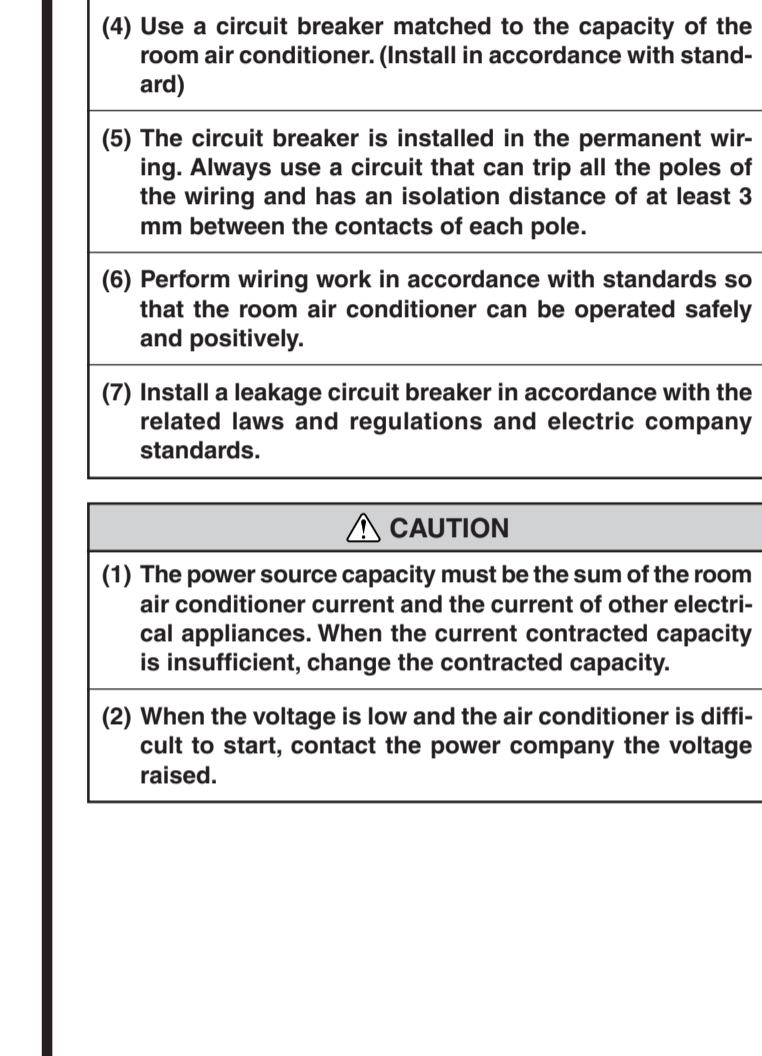 (4) Use a circuit breaker matched to the capacity of the
room air conditioner. (Install in accordance with stand-
ard)
(5) The circuit breaker is installed in the permanent wir-
ing. Always use a circuit that can trip all the poles of
the wiring and has an isolation distance of at least 3
mm between the contacts of each pole.
(6) Perform wiring work in accordance with standards so
that the room air conditioner can be operated safely
and positively.
(7) Install a leakage circuit breaker in accordance with the
related laws and regulations and electric company
standards.
CAUTION
(1) The power source capacity must be the sum of the room
air conditioner current and the current of other electri-
cal appliances. When the current contracted capacity
is insufficient, change the contracted capacity.
(2) When the voltage is low and the air conditioner is diffi-
cult to start, contact the power company the voltage
raised.